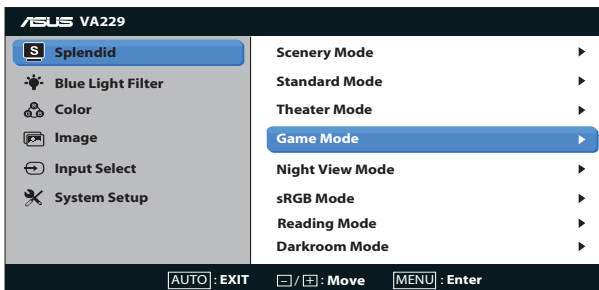 ASUS VA229
S Splendid
Blue Light Filter
Color
Image
Input Select
System Setup
Scenery Mode
Standard Mode
Theater Mode
Game Mode
Night View Mode
sRGB Mode
Reading Mode
Darkroom Mode
AUTO : EXIT - / + : Move MENU : Enter